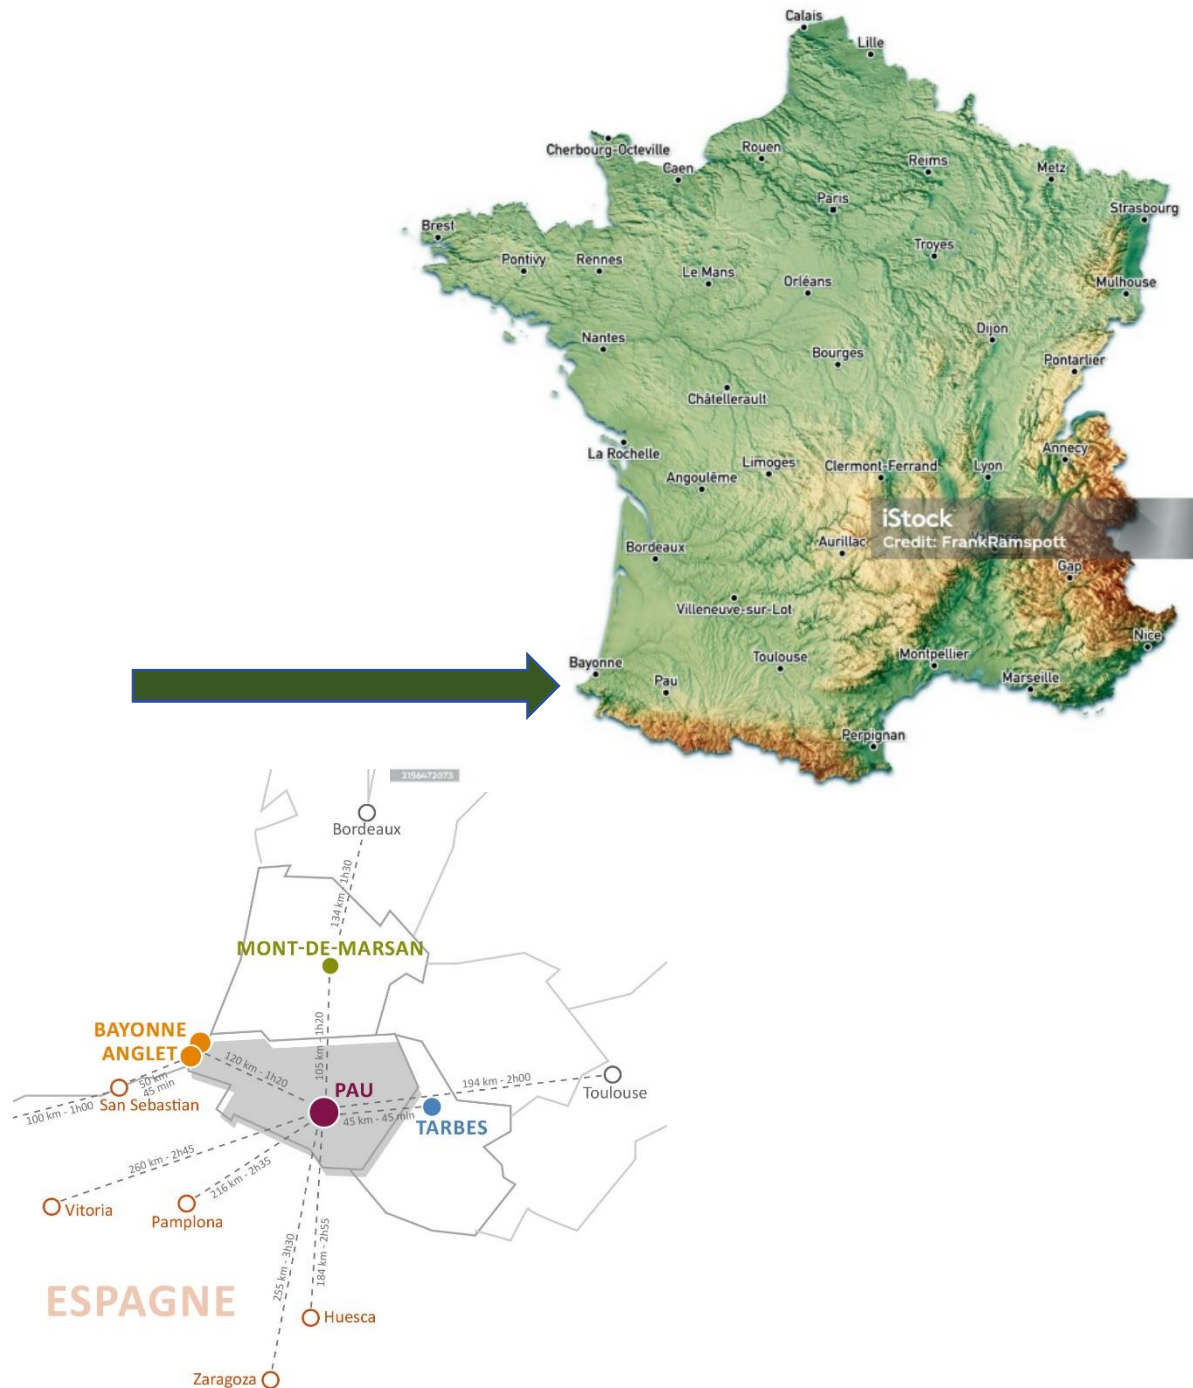 Calais
Lille
Cherbourg-Octeville
Rouen
Caen
Reims
Metz
Paris
Strasbourg
Brest
Troyes
Pontivy
Rennes
Le Mans
Orléans
Mulhouse
Nantes
Dijon
Bourges
Pontarlier
Châtellerault
La Rochelle
Annecy
Limoges
Clermont-Ferrand
Lyon
Angoulême
iStock
Credit: FrankRamspott
Bordeaux
Aurillac
Gap
Villeneuve-sur-Lot
Nice
Bayonne
Toulouse
Montpellier
Pau
Marseille
Perpignan
2156472073
Bordeaux
134 km - 1h30
MONT-DE-MARSAN
105 km - 1h20
BAYONNE
ANGLET
120 km - 1h20
50 km
45 min
San Sebastian
100 km - 1h00
PAU
194 km - 2h00
Toulouse
45 km - 45 min
TARBES
260 km - 2h45
216 km - 2h35
Vitoria
Pamplona
255 km - 3h30
184 km - 2h55
ESPAGNE
Huesca
Zaragoza